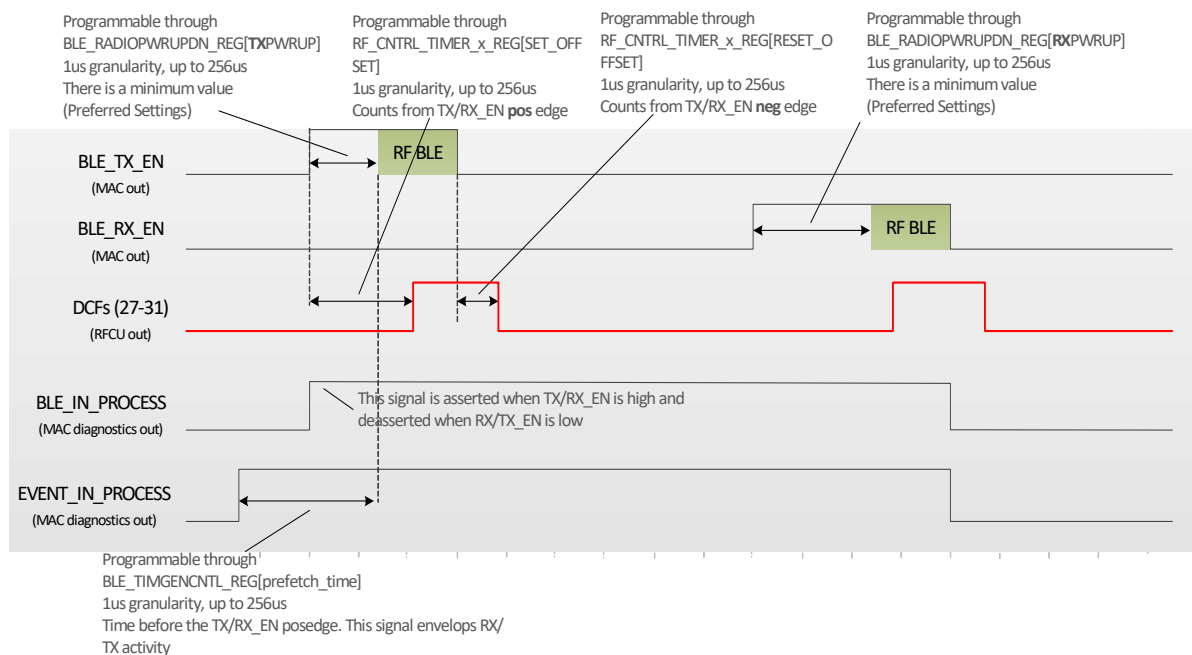 Programmable through
BLE_RADIOPWRUPDN_REG[TXPWRUP]
1us granularity, up to 256us
There is a minimum value
(Preferred Settings)
Programmable through
RF_CNTRL_TIMER_x_REG[SET_OFF
SET]
1us granularity, up to 256us
Counts from TX/RX_EN pos edge
Programmable through
RF_CNTRL_TIMER_x_REG[RESET_O
FFSET]
1us granularity, up to 256us
Counts from TX/RX_EN neg edge
Programmable through
BLE_RADIOPWRUPDN_REG[RXPWRUP]
1us granularity, up to 256us
There is a minimum value
(Preferred Settings)
BLE_TX_EN
(MAC out)
RF BLE
BLE_RX_EN
(MAC out)
RF BLE
DCFs (27-31)
(RFCU out)
BLE_IN_PROCESS
(MAC diagnostics out)
This signal is asserted when TX/RX_EN is high and
deasserted when RX/TX_EN is low
EVENT_IN_PROCESS
(MAC diagnostics out)
Programmable through
BLE_TIMGENCNTL_REG[prefetch_time]
1us granularity, up to 256us
Time before the TX/RX_EN posedge. This signal envelops RX/
TX activity